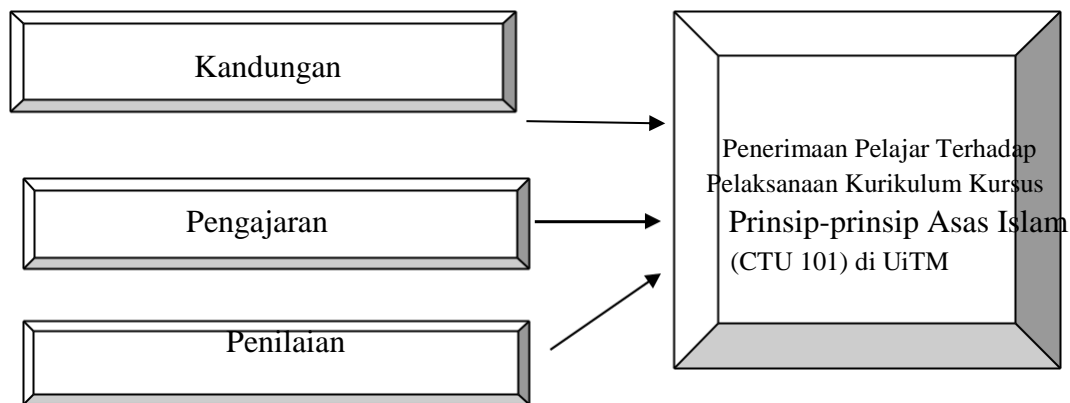 Kandungan
Pengajaran
Penilaian
Penerimaan Pelajar Terhadap
Pelaksanaan Kurikulum Kursus
Prinsip-prinsip Asas Islam
(CTU 101) di UiTM